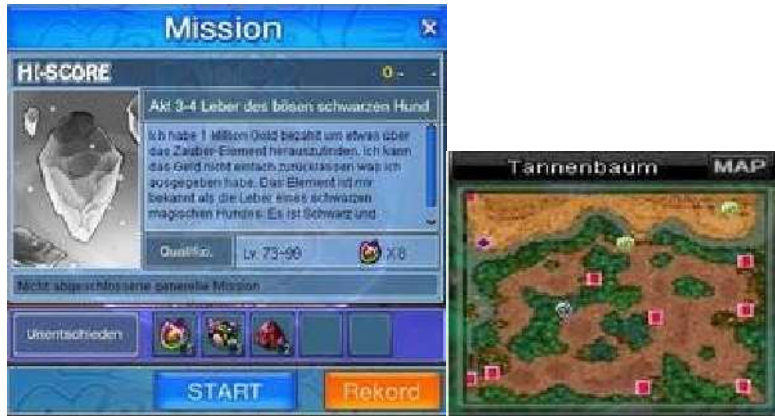 Mission
HI-SCORE
0 - -
Akt 3-4 Leber des bösen schwarzen Hund
Ich habe 1 Million Gold bezahlt um etwas über
das Zauber-Element herauszufinden. Ich kann
das Geld nicht einfach zurücklassen was ich
ausgegeben habe. Das Element ist mir
bekannt als die Leber eines schwarzen
magischen Hundes. Es ist Schwarz und
Qualifiz.
Lv. 73-99
X 8
Nicht abgeschlossene generelle Mission
Unentschieden
START
Rekord
Tannenbaum
MAP